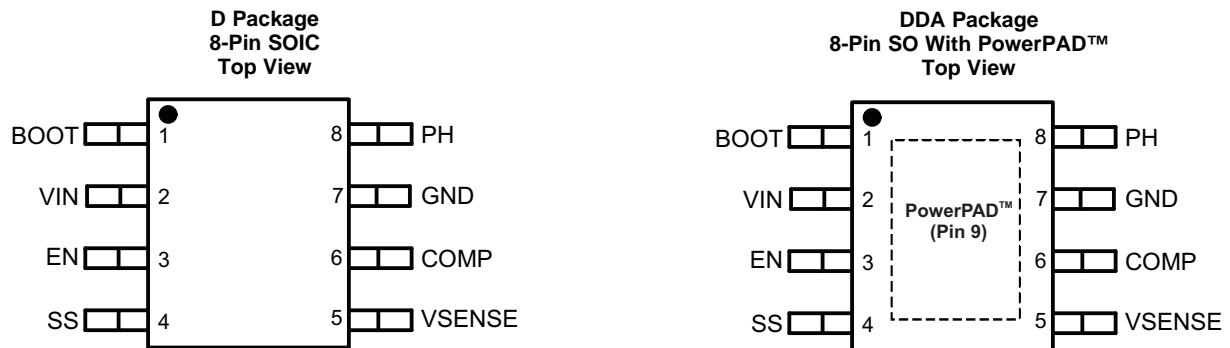 D Package
8-Pin SOIC
Top View
BOOT 1 8 PH
VIN 2 7 GND
EN 3 6 COMP
SS 4 5 VSENSE
DDA Package
8-Pin SO With PowerPAD™
Top View
BOOT 1 8 PH
VIN 2 7 GND
PowerPAD™
(Pin 9)
EN 3 6 COMP
SS 4 5 VSENSE